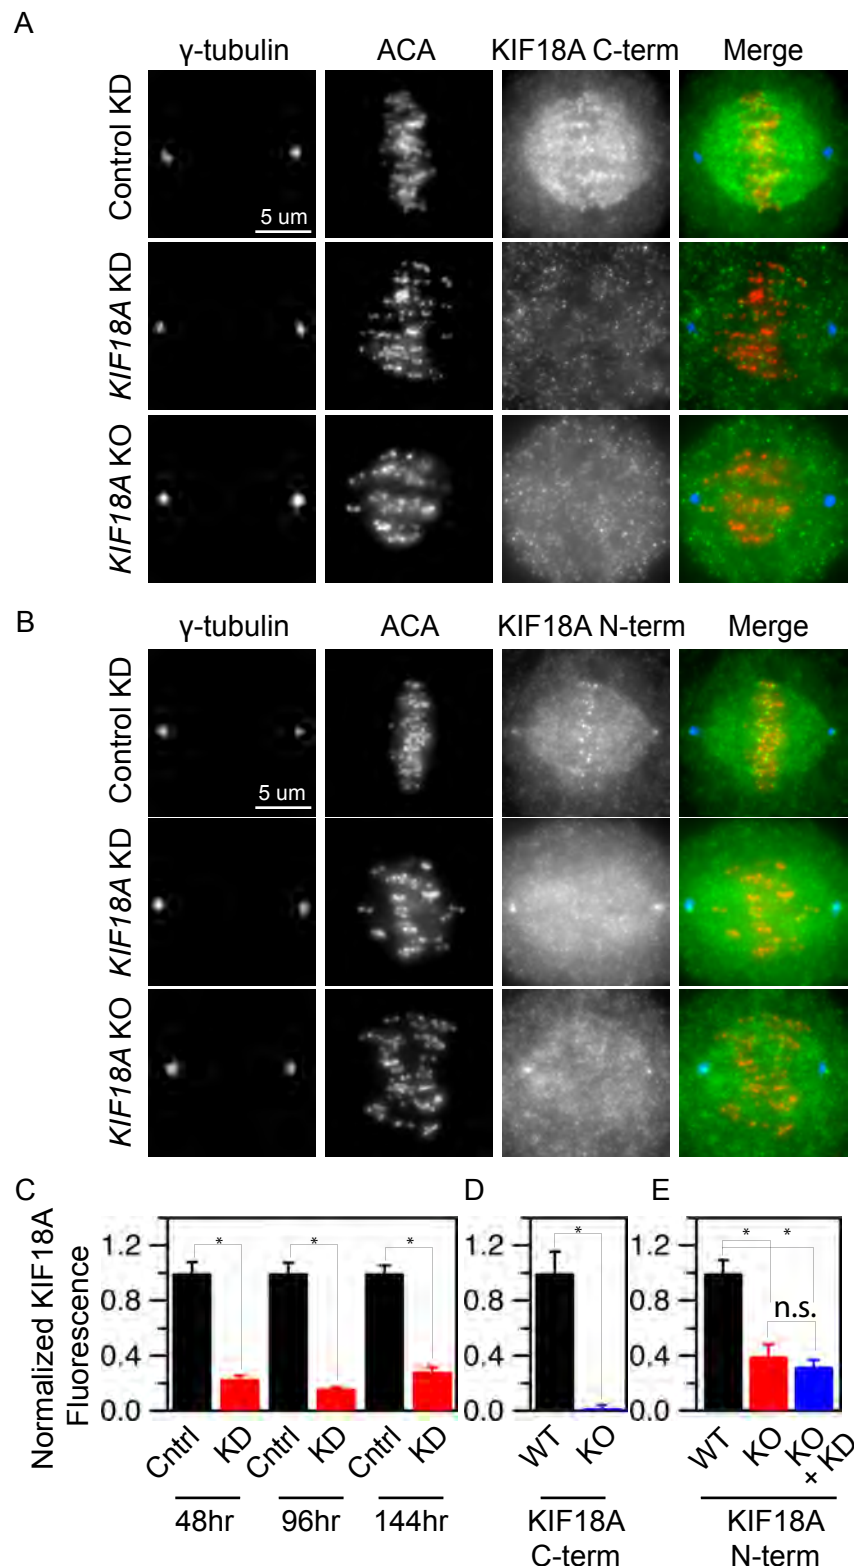 A
γ-tubulin ACA KIF18A C-term Merge
Control KD
5 um
KIF18A KD
KIF18A KO
B
γ-tubulin ACA KIF18A N-term Merge
Control KD
5 um
KIF18A KD
KIF18A KO
C D E
Normalized KIF18A
Fluorescence
1.2
0.8
0.4
0.0
* * *
Cntrl KD Cntrl KD Cntrl KD
48hr 96hr 144hr
1.2
0.8
0.4
0.0
*
WT KO
KIF18A
C-term
1.2
0.8
0.4
0.0
* *
n.s.
WT KO KO
+ KD
KIF18A
N-term